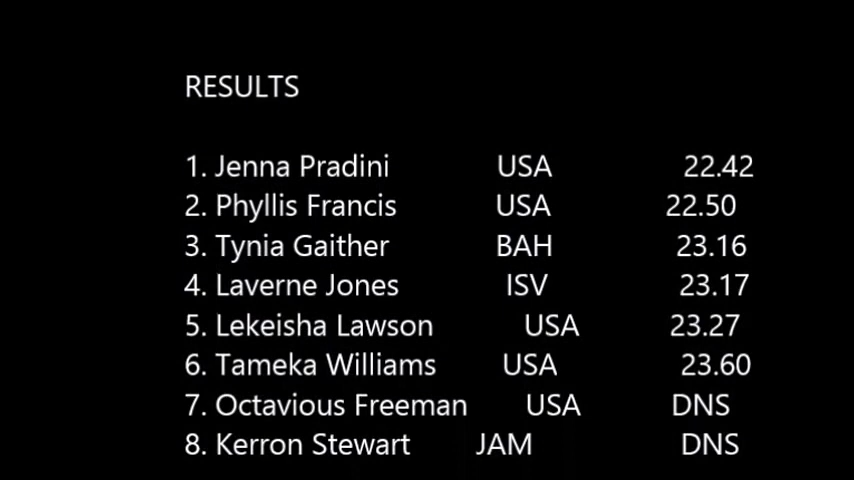 RESULTS
1. Jenna Pradini USA 22.42
2. Phyllis Francis USA 22.50
3. Tynia Gaither BAH 23.16
4. Laverne Jones ISV 23.17
5. Lekeisha Lawson USA 23.27
6. Tameka Williams USA 23.60
7. Octavious Freeman USA DNS
8. Kerron Stewart JAM DNS